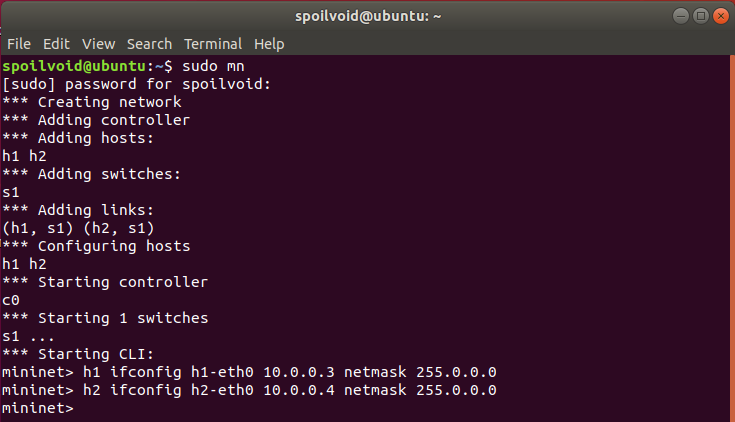 spoilvoid@ubuntu: ~
File Edit View Search Terminal Help
spoilvoid@ubuntu:~$ sudo mn
[sudo] password for spoilvoid:
*** Creating network
*** Adding controller
*** Adding hosts:
h1 h2
*** Adding switches:
s1
*** Adding links:
(h1, s1) (h2, s1)
*** Configuring hosts
h1 h2
*** Starting controller
c0
*** Starting 1 switches
s1 ...
*** Starting CLI:
mininet> h1 ifconfig h1-eth0 10.0.0.3 netmask 255.0.0.0
mininet> h2 ifconfig h2-eth0 10.0.0.4 netmask 255.0.0.0
mininet>